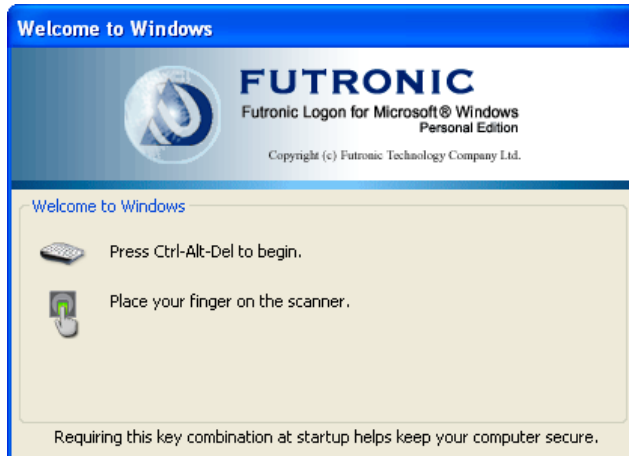 Welcome to Windows
FUTRONIC
Futronic Logon for Microsoft® Windows
Personal Edition
Copyright (c) Futronic Technology Company Ltd.
Welcome to Windows
Press Ctrl-Alt-Del to begin.
Place your finger on the scanner.
Requiring this key combination at startup helps keep your computer secure.